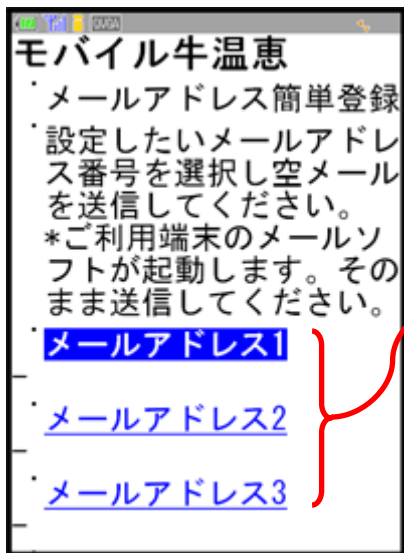 QVGA
モバイル牛温恵
メールアドレス簡単登録
設定したいメールアドレ
ス番号を選択し空メール
を送信してください。
*ご利用端末のメールソ
フトが起動します。その
まま送信してください。
メールアドレス1
メールアドレス2
メールアドレス3